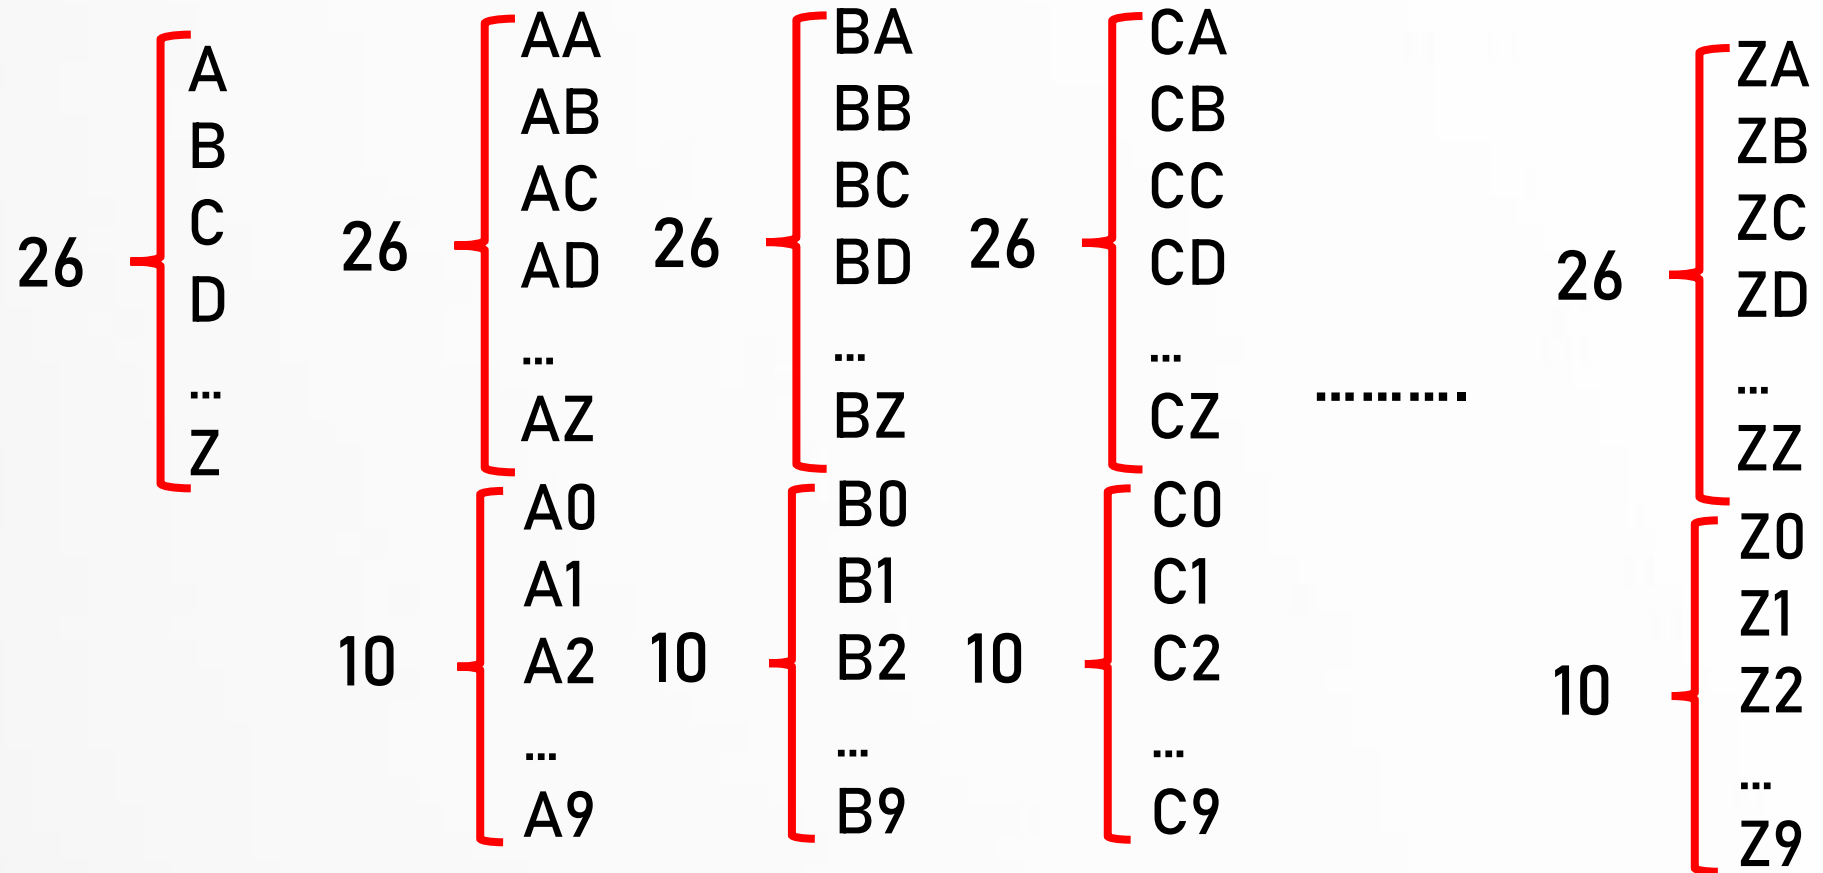 26
A
B
C
D
...
Z
26
AA
AB
AC
AD
...
AZ
10
A0
A1
A2
...
A9
26
BA
BB
BC
BD
...
BZ
10
B0
B1
B2
...
B9
26
CA
CB
CC
CD
...
CZ
10
C0
C1
C2
...
C9
..........
26
ZA
ZB
ZC
ZD
...
ZZ
10
Z0
Z1
Z2
...
Z9